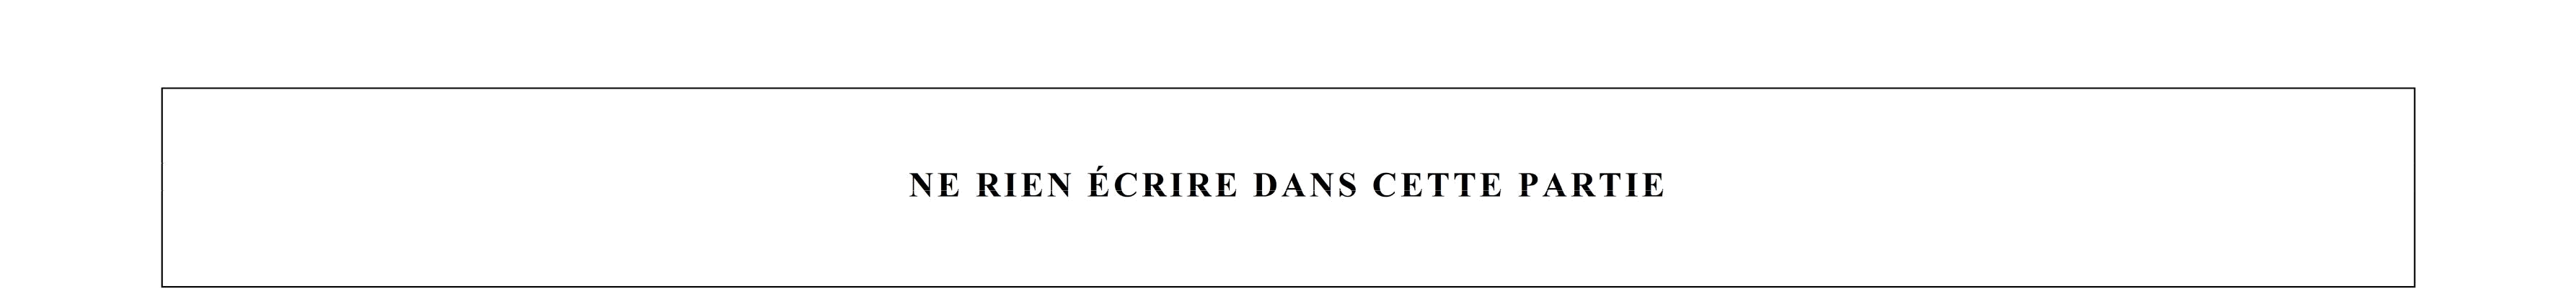 NE RIEN ÉCRIRE DANS CETTE PARTIE